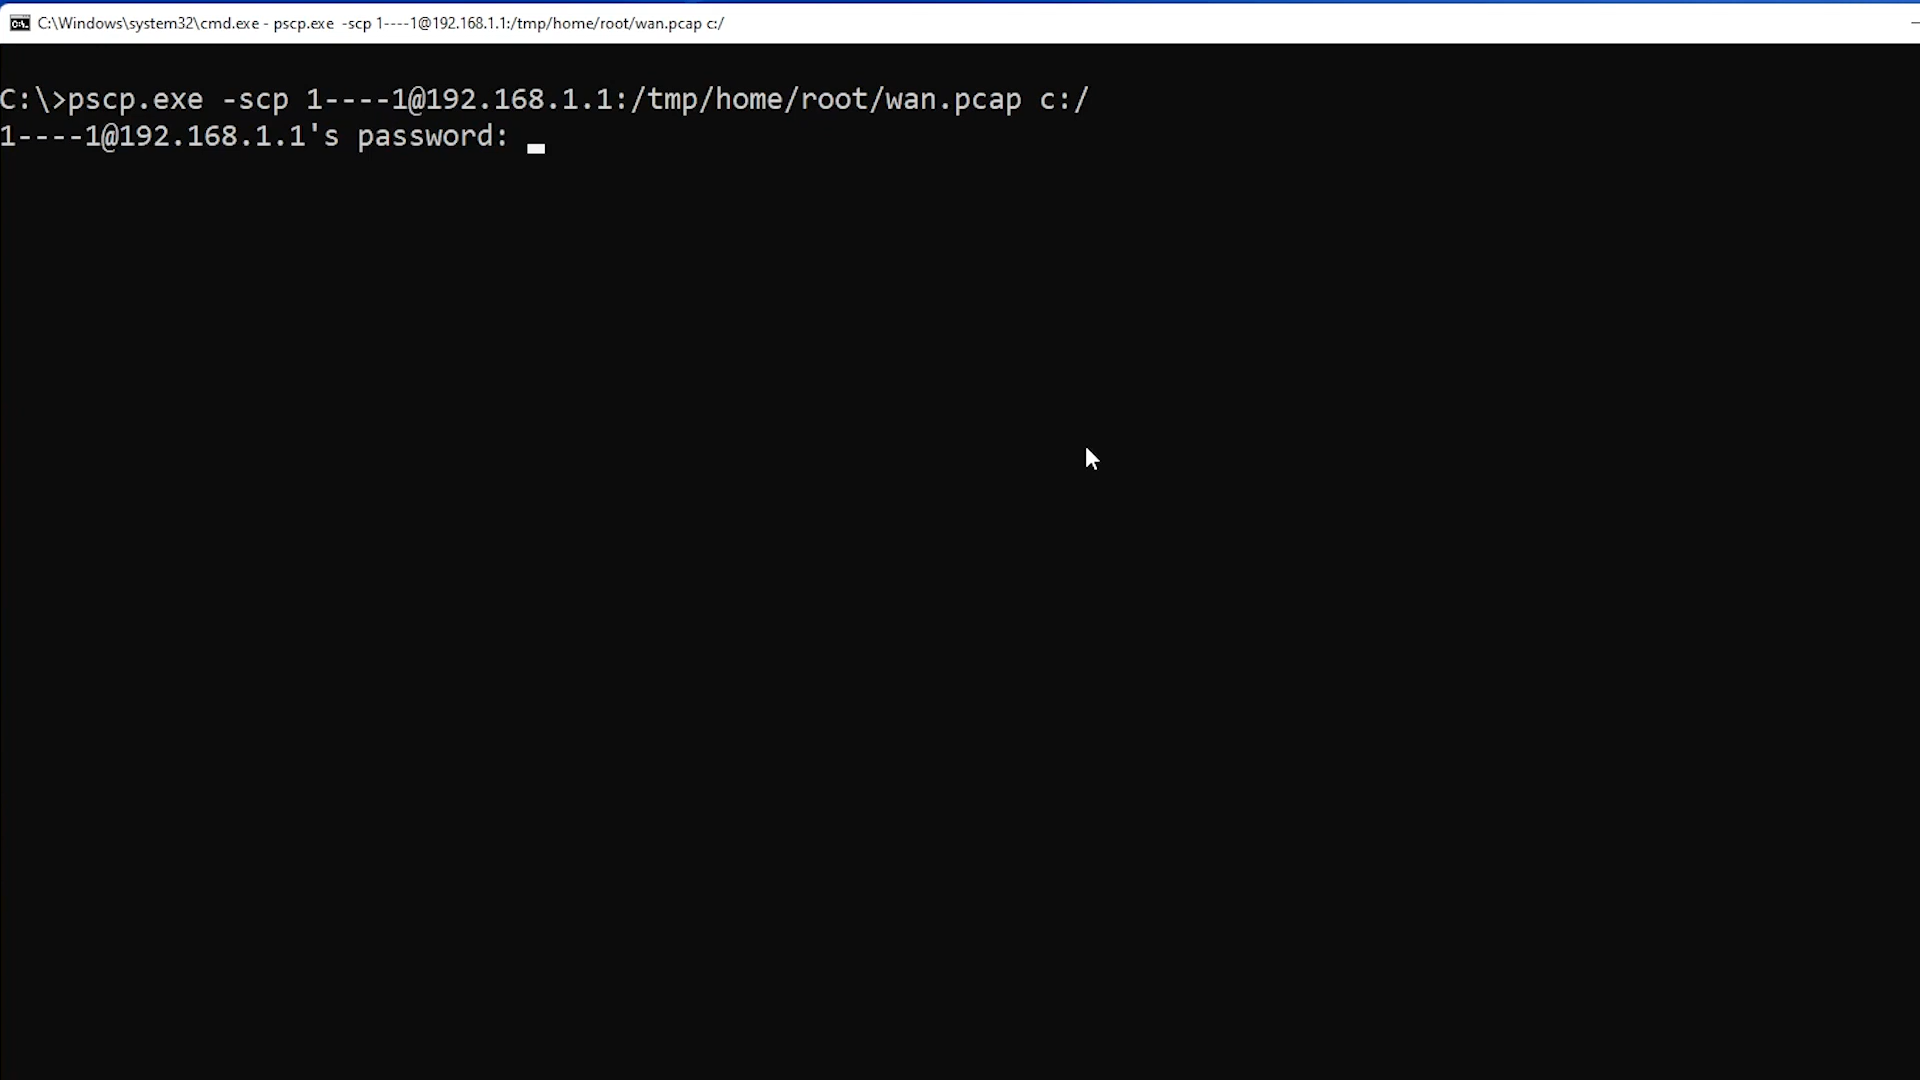 C:\Windows\system32\cmd.exe - pscp.exe  -scp 1----1@192.168.1.1:/tmp/home/root/wan.pcap c:/
C:\>pscp.exe -scp 1----1@192.168.1.1:/tmp/home/root/wan.pcap c:/
1----1@192.168.1.1's password: